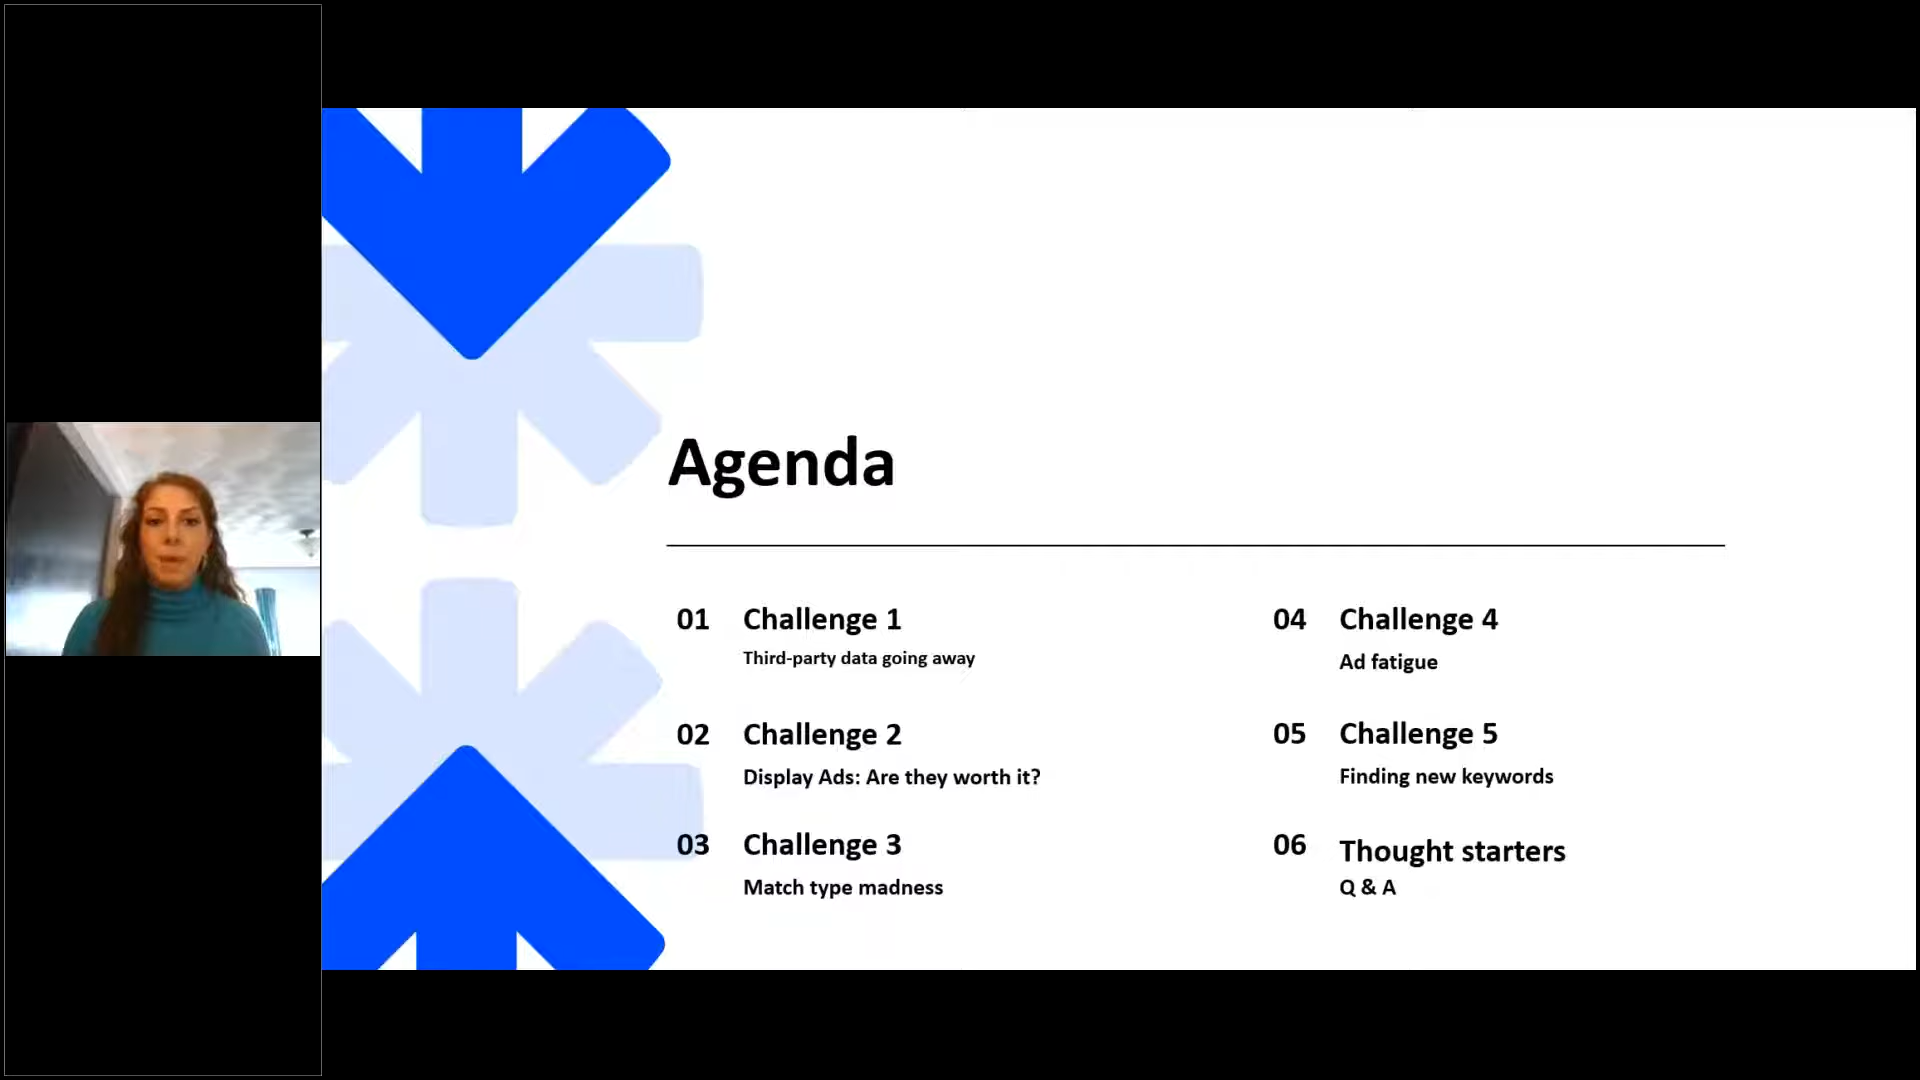 Agenda
01 Challenge 1
Third-party data going away
02 Challenge 2
Display Ads: Are they worth it?
03 Challenge 3
Match type madness
04 Challenge 4
Ad fatigue
05 Challenge 5
Finding new keywords
06 Thought starters
Q & A